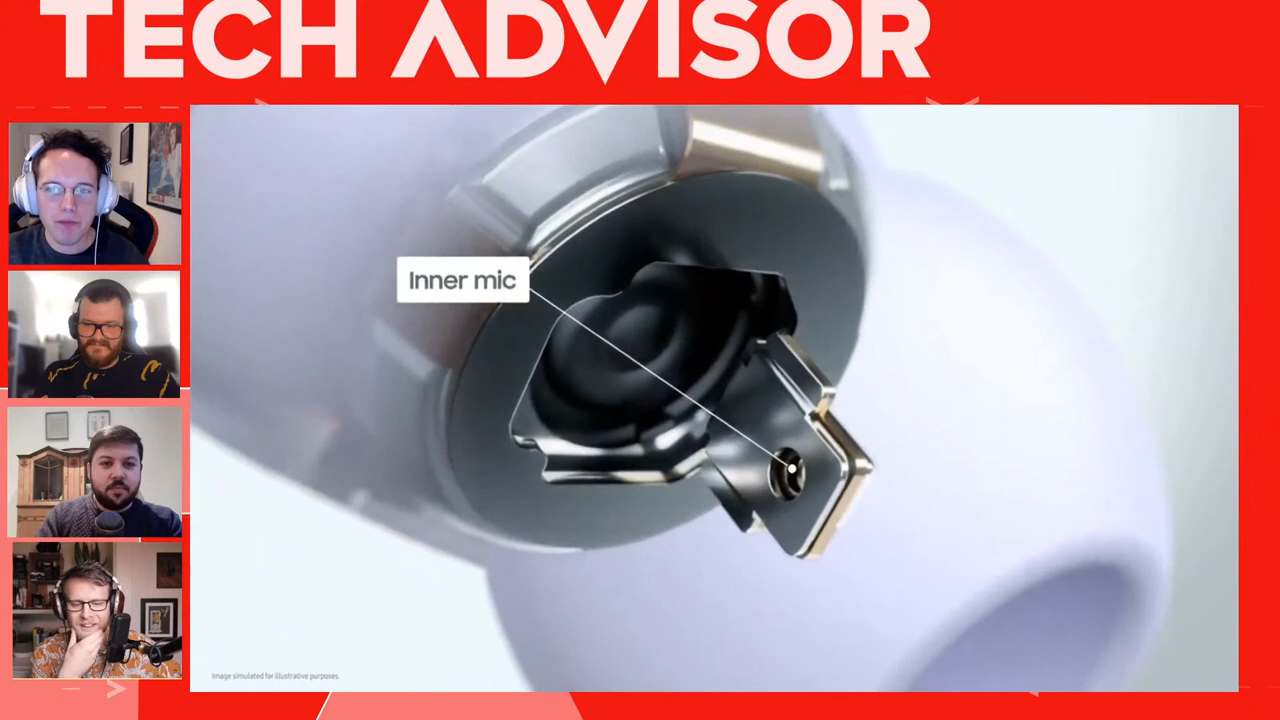 TECH ADVISOR
Inner mic
Image simulated for illustrative purposes.